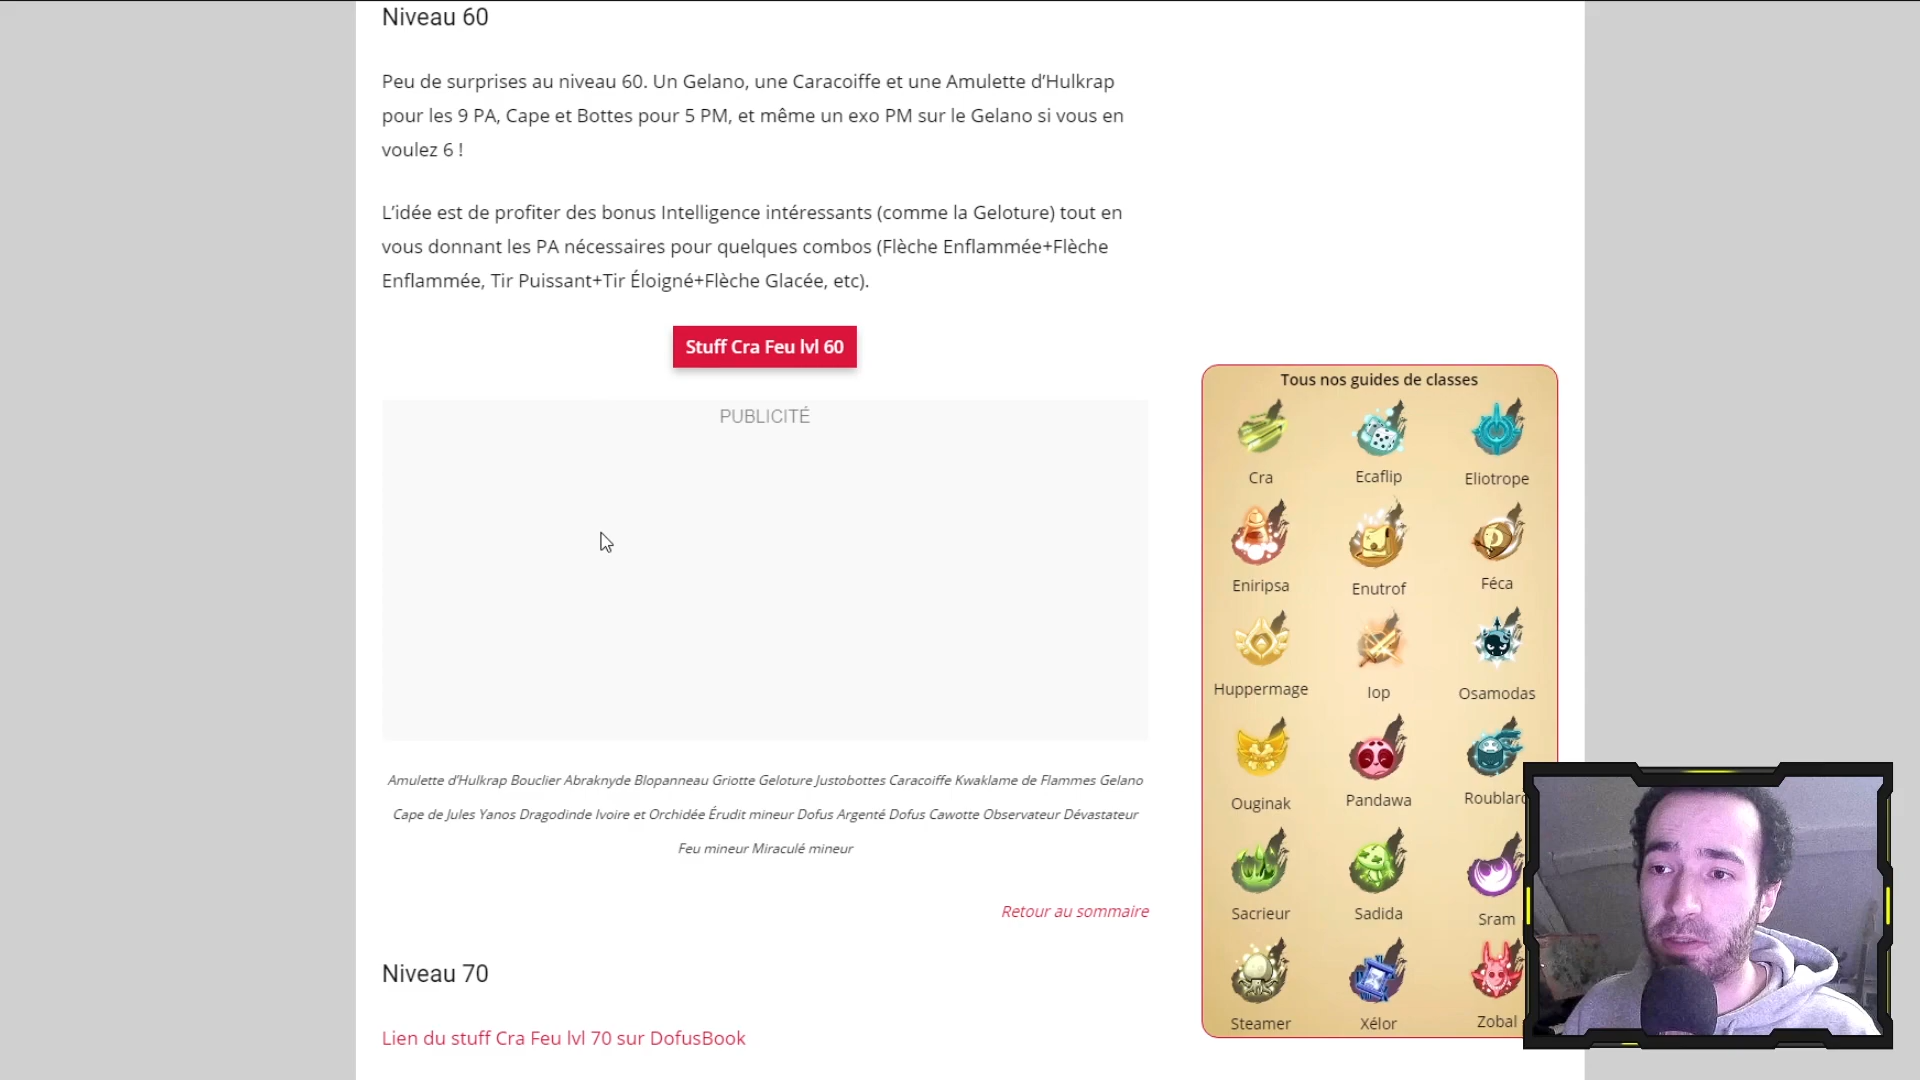 Niveau 60
Peu de surprises au niveau 60. Un Gelano, une Caracoiffe et une Amulette d’Hulkrap
pour les 9 PA, Cape et Bottes pour 5 PM, et même un exo PM sur le Gelano si vous en
voulez 6 !
L’idée est de profiter des bonus Intelligence intéressants (comme la Geloture) tout en
vous donnant les PA nécessaires pour quelques combos (Flèche Enflammée+Flèche
Enflammée, Tir Puissant+Tir Éloigné+Flèche Glacée, etc).
Stuff Cra Feu lvl 60
PUBLICITÉ
Amulette d’Hulkrap Bouclier Abraknyde Blopanneau Griotte Geloture Justobottes Caracoiffe Kwaklame de Flammes Gelano
Cape de Jules Yanos Dragodinde Ivoire et Orchidée Érudit mineur Dofus Argenté Dofus Cawotte Observateur Dévastateur
Feu mineur Miraculé mineur
Retour au sommaire
Niveau 70
Lien du stuff Cra Feu lvl 70 sur DofusBook
Tous nos guides de classes
Cra
Ecaflip
Eliotrope
Eniripsa
Enutrof
Féca
Huppermage
Iop
Osamodas
Ouginak
Pandawa
Roublard
Sacrieur
Sadida
Sram
Steamer
Xélor
Zobal